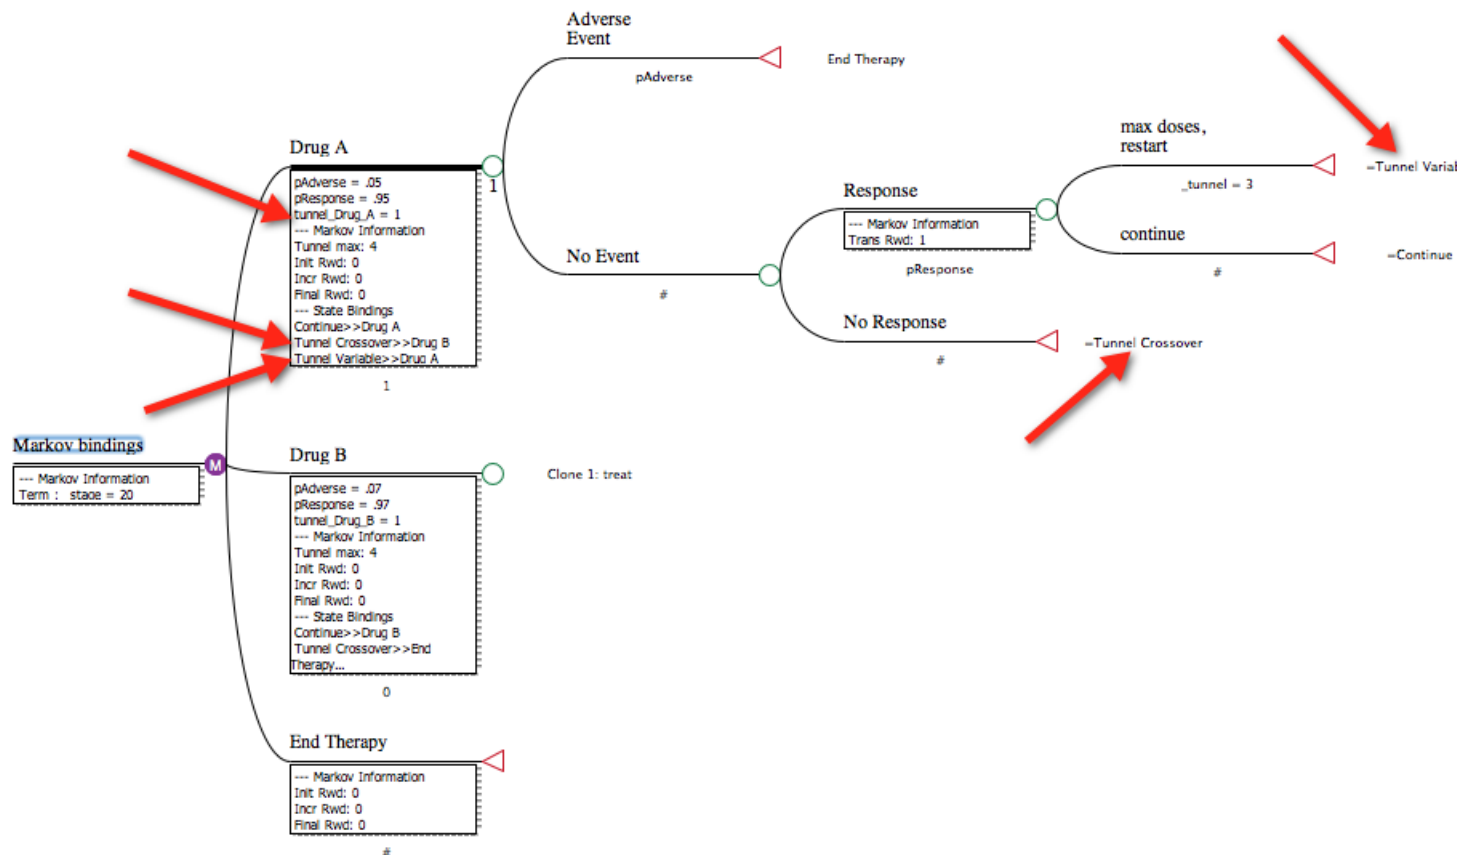 Adverse
Event
pAdverse
End Therapy
Drug A
1
pAdverse = .05
pResponse = .95
tunnel_Drug_A = 1
--- Markov Information
Tunnel max: 4
Init Rwd: 0
Incr Rwd: 0
Final Rwd: 0
--- State Bindings
Continue>>Drug A
Tunnel Crossover>>Drug B
Tunnel Variable>>Drug A
1
No Event
#
Response
--- Markov Information
Trans Rwd: 1
pResponse
max doses,
restart
_tunnel = 3
=Tunnel Variab
continue
#
=Continue
No Response
#
=Tunnel Crossover
Markov bindings
M
--- Markov Information
Term : _stage = 20
Drug B
Clone 1: treat
pAdverse = .07
pResponse = .97
tunnel_Drug_B = 1
--- Markov Information
Tunnel max: 4
Init Rwd: 0
Incr Rwd: 0
Final Rwd: 0
--- State Bindings
Continue>>Drug B
Tunnel Crossover>>End
Therapy...
0
End Therapy
--- Markov Information
Init Rwd: 0
Incr Rwd: 0
Final Rwd: 0
#